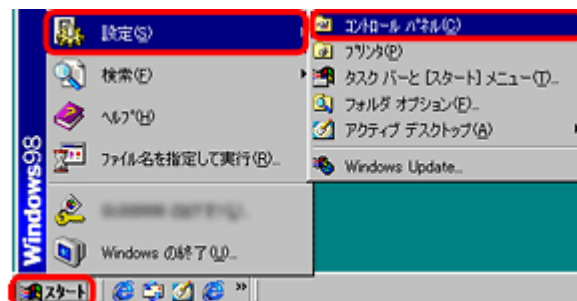 設定(S)
検索(F)
ヘルプ(H)
ファイル名を指定して実行(R)...
Windows の終了(U)...
Windows98
コントロール パネル(C)
プリンタ(P)
タスク バーと [スタート] メニュー(T)...
フォルダ オプション(F)...
アクティブ デスクトップ(A)
Windows Update...
スタート
»